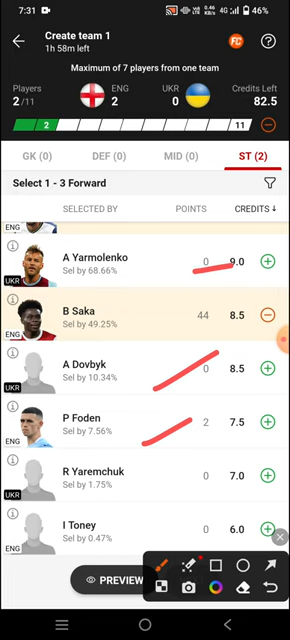 7:31 0.46 KB/s 4G 46%
Create team 1
1h 58m left
FC
Maximum of 7 players from one team
Players ENG UKR Credits Left
2/11 2 0 82.5
2 11
GK (0) DEF (0) MID (0) ST (2)
Select 1 - 3 Forward
SELECTED BY POINTS CREDITS↓
ENG
A Yarmolenko 0 9.0
Sel by 68.66%
UKR
B Saka 44 8.5
Sel by 49.25%
ENG
A Dovbyk 0 8.5
Sel by 10.34%
UKR
P Foden 2 7.5
Sel by 7.56%
ENG
R Yaremchuk 0 7.0
Sel by 1.75%
UKR
I Toney 0 6.0
Sel by 0.47%
ENG
PREVIEW